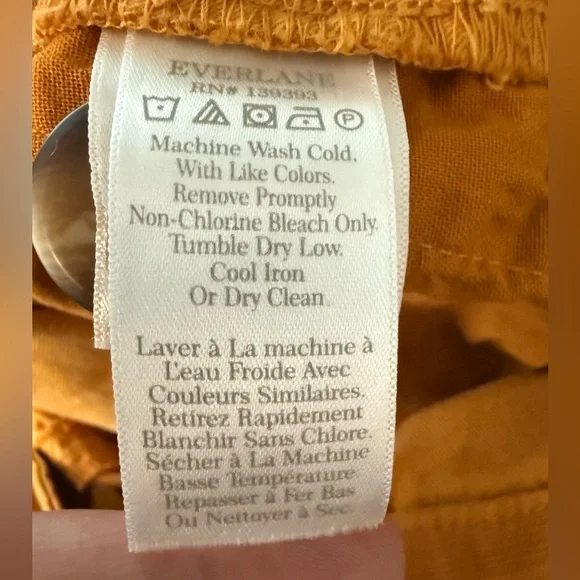 EVERLANE
RN# 139393
P
Machine Wash Cold,
With Like Colors.
Remove Promptly
Non-Chlorine Bleach Only.
Tumble Dry Low.
Cool Iron
Or Dry Clean.
Laver à La machine à
L'eau Froide Avec
Couleurs Similaires.
Retirez Rapidement
Blanchir Sans Chlore.
Sécher à La Machine
Basse Température
Repasser à Fer Bas
Ou Nettoyer à Sec.